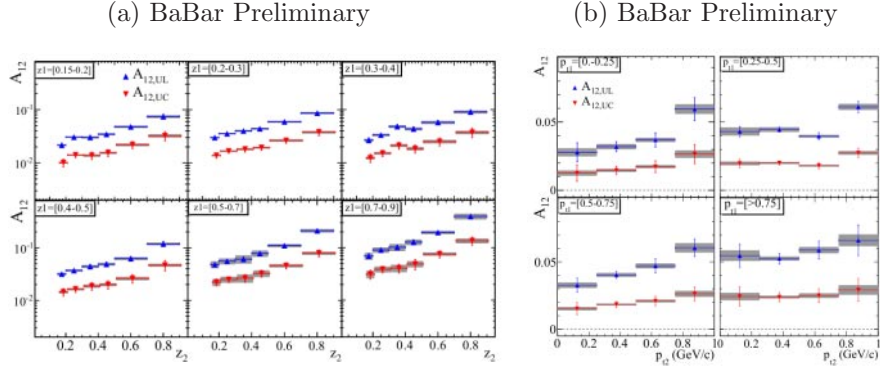 (a) BaBar Preliminary
(b) BaBar Preliminary
A12
z1=[0.15-0.2]
z1=[0.2-0.3]
z1=[0.3-0.4]
A12,UL
A12,UC
10⁻¹
10⁻²
A12
z1=[0.4-0.5]
z1=[0.5-0.7]
z1=[0.7-0.9]
10⁻¹
10⁻²
0.2 0.4 0.6 0.8
0.2 0.4 0.6 0.8
0.2 0.4 0.6 0.8
z2
z2
z2
A12
pt1=[0.-0.25]
pt1=[0.25-0.5]
A12,UL
A12,UC
0.05
0
A12
pt1=[0.5-0.75]
pt1=[>0.75]
0.05
0
0 0.2 0.4 0.6 0.8 1
0 0.2 0.4 0.6 0.8 1
pt2 (GeV/c)
pt2 (GeV/c)